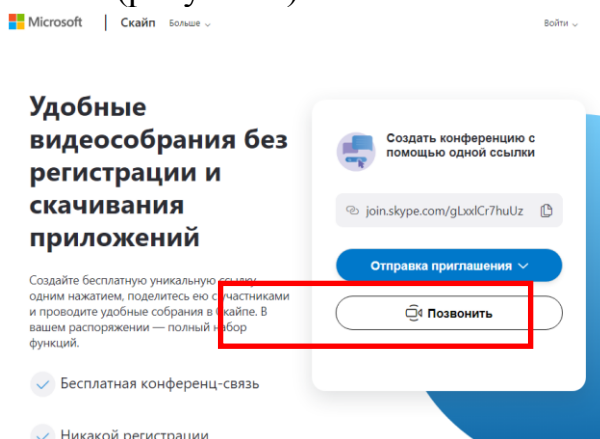 Microsoft Скайп Больше Войти
Удобные
видеособрания без
регистрации и
скачивания
приложений
Создайте бесплатную уникальную ссылку
одним нажатием, поделитесь ею с участниками
и проводите удобные собрания в Скайпе. В
вашем распоряжении — полный набор
функций.
Бесплатная конференц-связь
Никакой регистрации
Создать конференцию с
помощью одной ссылки
join.skype.com/gLxxlCr7huUz
Отправка приглашения
Позвонить